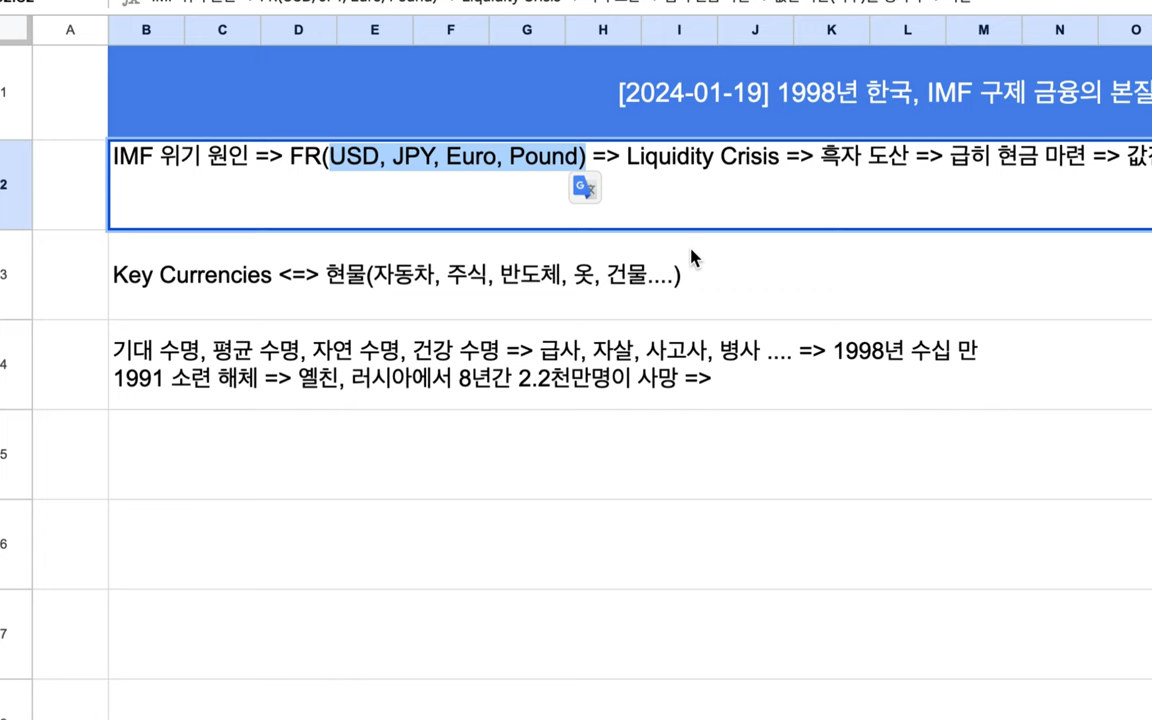 A B C D E F G H I J K L M N O
1 [2024-01-19] 1998년 한국, IMF 구제 금융의 본질
2 IMF 위기 원인 => FR(USD, JPY, Euro, Pound) => Liquidity Crisis => 흑자 도산 => 급히 현금 마련 =>
3 Key Currencies <=> 현물(자동차, 주식, 반도체, 옷, 건물....)
4 기대 수명, 평균 수명, 자연 수명, 건강 수명 => 급사, 자살, 사고사, 병사 .... => 1998년 수십 만
1991 소련 해체 => 옐친, 러시아에서 8년간 2.2천만명이 사망 =>
5
6
7